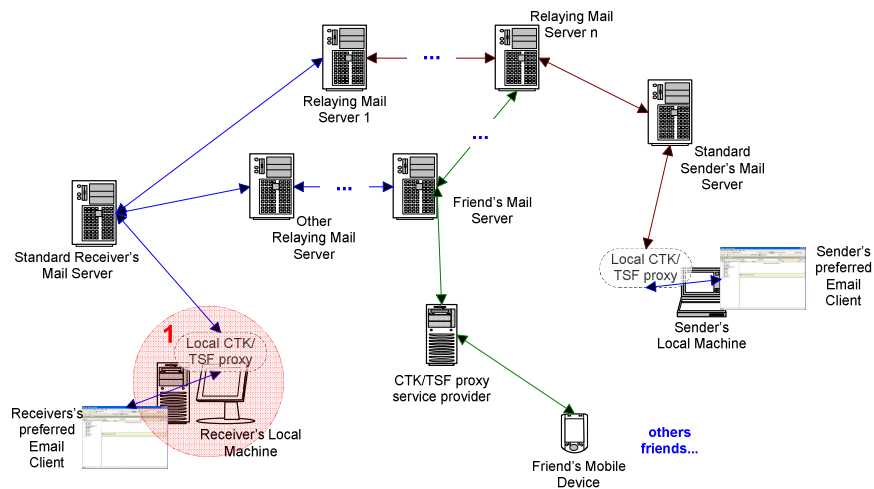 Relaying Mail
Server n
...
Relaying Mail
Server 1
...
Standard
Sender's Mail
Server
...
Friend's Mail
Server
Other
Relaying Mail
Server
Standard Receiver's
Mail Server
Local CTK/
TSF proxy
Sender's
preferred
Email
Client
Sender's
Local Machine
1
Local CTK/
TSF proxy
CTK/TSF proxy
service provider
Receivers's
preferred
Email
Client
Receiver's Local
Machine
others
friends...
Friend's Mobile
Device